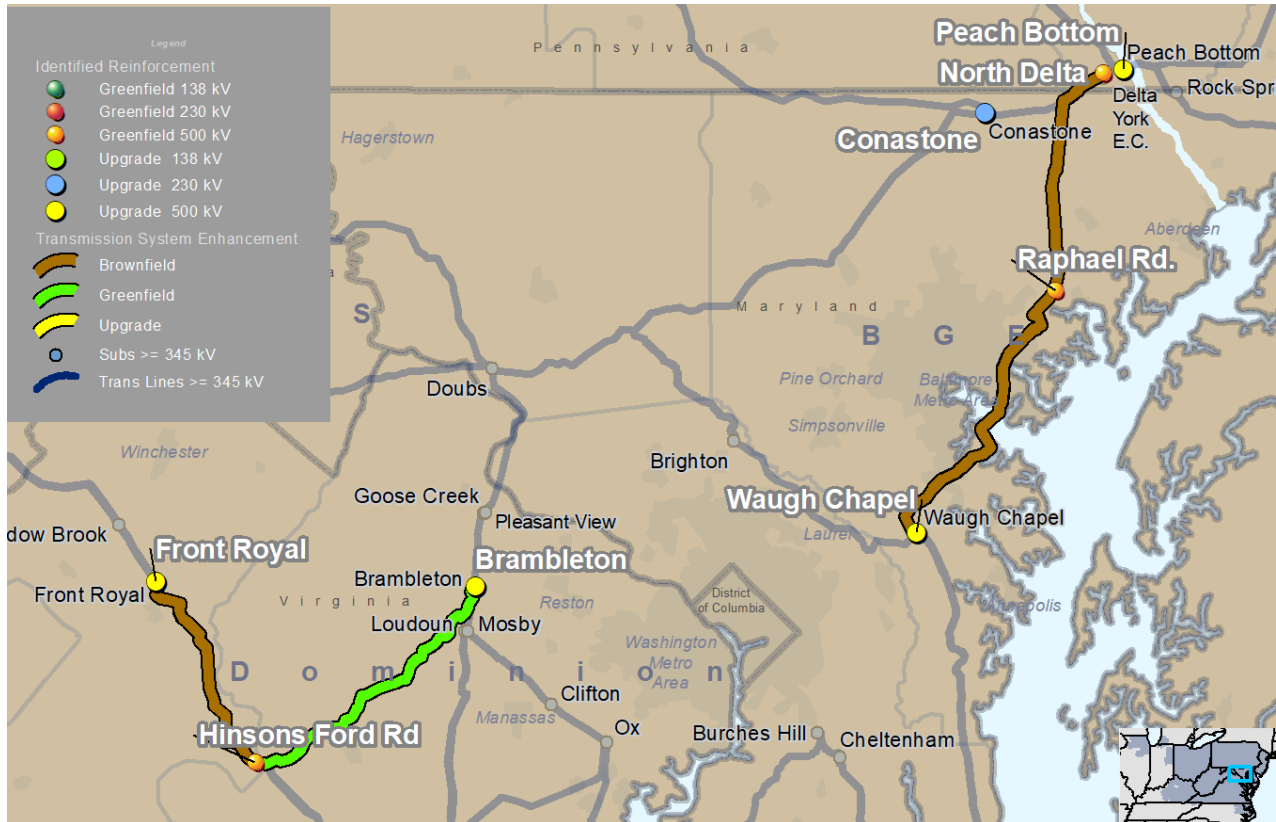 Legend
Identified Reinforcement
Greenfield 138 kV
Greenfield 230 kV
Greenfield 500 kV
Upgrade 138 kV
Upgrade 230 kV
Upgrade 500 kV
Transmission System Enhancement
Brownfield
Greenfield
Upgrade
Subs >= 345 kV
Trans Lines >= 345 kV
Pennsylvania
Peach Bottom
Peach Bottom
North Delta
Rock Spr
Delta
York
E.C.
Conastone
Conastone
Hagerstown
Aberdeen
Raphael Rd.
Maryland
S
BGE
Doubs
Pine Orchard
Baltimore
Metro Area
Simpsonville
Winchester
Brighton
Goose Creek
Pleasant View
Waugh Chapel
Waugh Chapel
Laurel
dow Brook
Front Royal
Front Royal
Brambleton
Brambleton
Virginia
Reston
District
of Columbia
Annapolis
Loudoun
Mosby
Washington
Metro
Area
Dominion
Clifton
Manassas
Hinsons Ford Rd
Ox
Burches Hill
Cheltenham